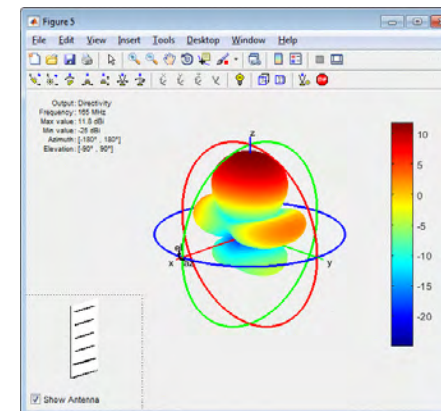 Figure 5
File Edit View Insert Tools Desktop Window Help
Output: Directivity
Frequency: 165 MHz
Max value: 11.8 dBi
Min value: -25 dBi
Azimuth: [-180°, 180°]
Elevation: [-90°, 90°]
z
x
az
y
10
5
0
-5
-10
-15
-20
Show Antenna